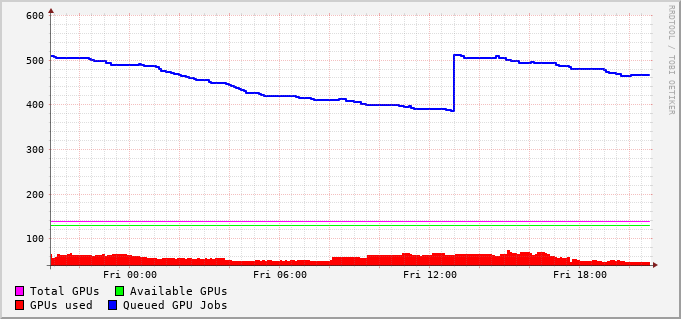 600
500
400
300
200
100
Fri 00:00 Fri 06:00 Fri 12:00 Fri 18:00
Total GPUs Available GPUs
GPUs used Queued GPU Jobs
RRDTOOL / TOBI OETIKER